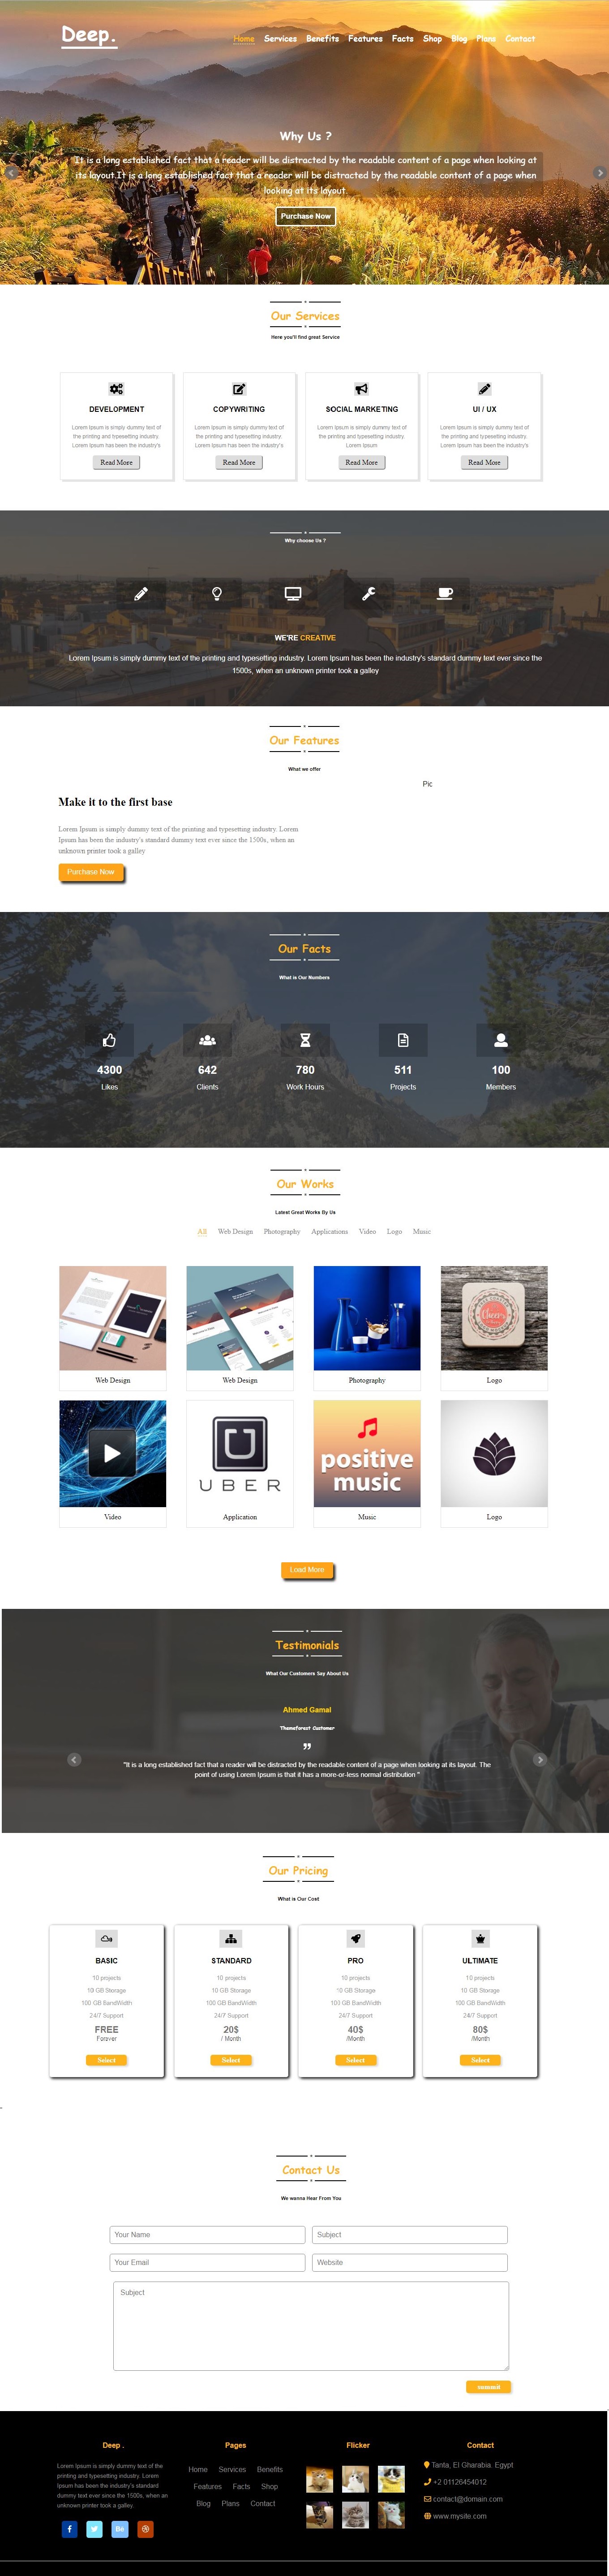 Deep.
Home Services Benefits Features Facts Shop Blog Plans Contact
Why Us ?
It is a long established fact that a reader will be distracted by the readable content of a page when looking at
its layout.It is a long established fact that a reader will be distracted by the readable content of a page when
looking at its layout.
Purchase Now
Our Services
Here you'll find great Service
DEVELOPMENT
Lorem Ipsum is simply dummy text of
the printing and typesetting industry.
Lorem Ipsum has been the industry's
Read More
COPYWRITING
Lorem Ipsum is simply dummy text of
the printing and typesetting industry.
Lorem Ipsum has been the industry's
Read More
SOCIAL MARKETING
Lorem Ipsum is simply dummy text of
the printing and typesetting industry.
Lorem Ipsum
Read More
UI / UX
Lorem Ipsum is simply dummy text of
the printing and typesetting industry.
Lorem Ipsum has been the industry's
Read More
Why choose Us ?
WE'RE CREATIVE
Lorem Ipsum is simply dummy text of the printing and typesetting industry. Lorem Ipsum has been the industry's standard dummy text ever since the
1500s, when an unknown printer took a galley
Our Features
What we offer
Pic
Make it to the first base
Lorem Ipsum is simply dummy text of the printing and typesetting industry. Lorem
Ipsum has been the industry's standard dummy text ever since the 1500s, when an
unknown printer took a galley
Purchase Now
Our Facts
What is Our Numbers
4300 642 780 511 100
Likes Clients Work Hours Projects Members
Our Works
Latest Great Works By Us
All Web Design Photography Applications Video Logo Music
Cheers
Web Design Web Design Photography Logo
U
UBER
positive
music
Video Application Music Logo
Load More
Testimonials
What Our Customers Say About Us
Ahmed Gamal
Themeforest Customer
"It is a long established fact that a reader will be distracted by the readable content of a page when looking at its layout. The
point of using Lorem Ipsum is that it has a more-or-less normal distribution "
Our Pricing
What is Our Cost
BASIC
10 projects
10 GB Storage
100 GB BandWidth
24/7 Support
FREE
Forever
Select
STANDARD
10 projects
10 GB Storage
100 GB BandWidth
24/7 Support
20$
/ Month
Select
PRO
10 projects
10 GB Storage
100 GB BandWidth
24/7 Support
40$
/Month
Select
ULTIMATE
10 projects
10 GB Storage
100 GB BandWidth
24/7 Support
80$
/Month
Select
Contact Us
We wanna Hear From You
Your Name Subject
Your Email Website
Subject
summit
Deep .
Lorem Ipsum is simply dummy text of the
printing and typesetting industry. Lorem
Ipsum has been the industry's standard
dummy text ever since the 1500s, when an
unknown printer took a galley.
Bē
Pages
Home Services Benefits
Features Facts Shop
Blog Plans Contact
Flicker
Contact
Tanta, El Gharabia. Egypt
+2 01126454012
contact@domain.com
www.mysite.com